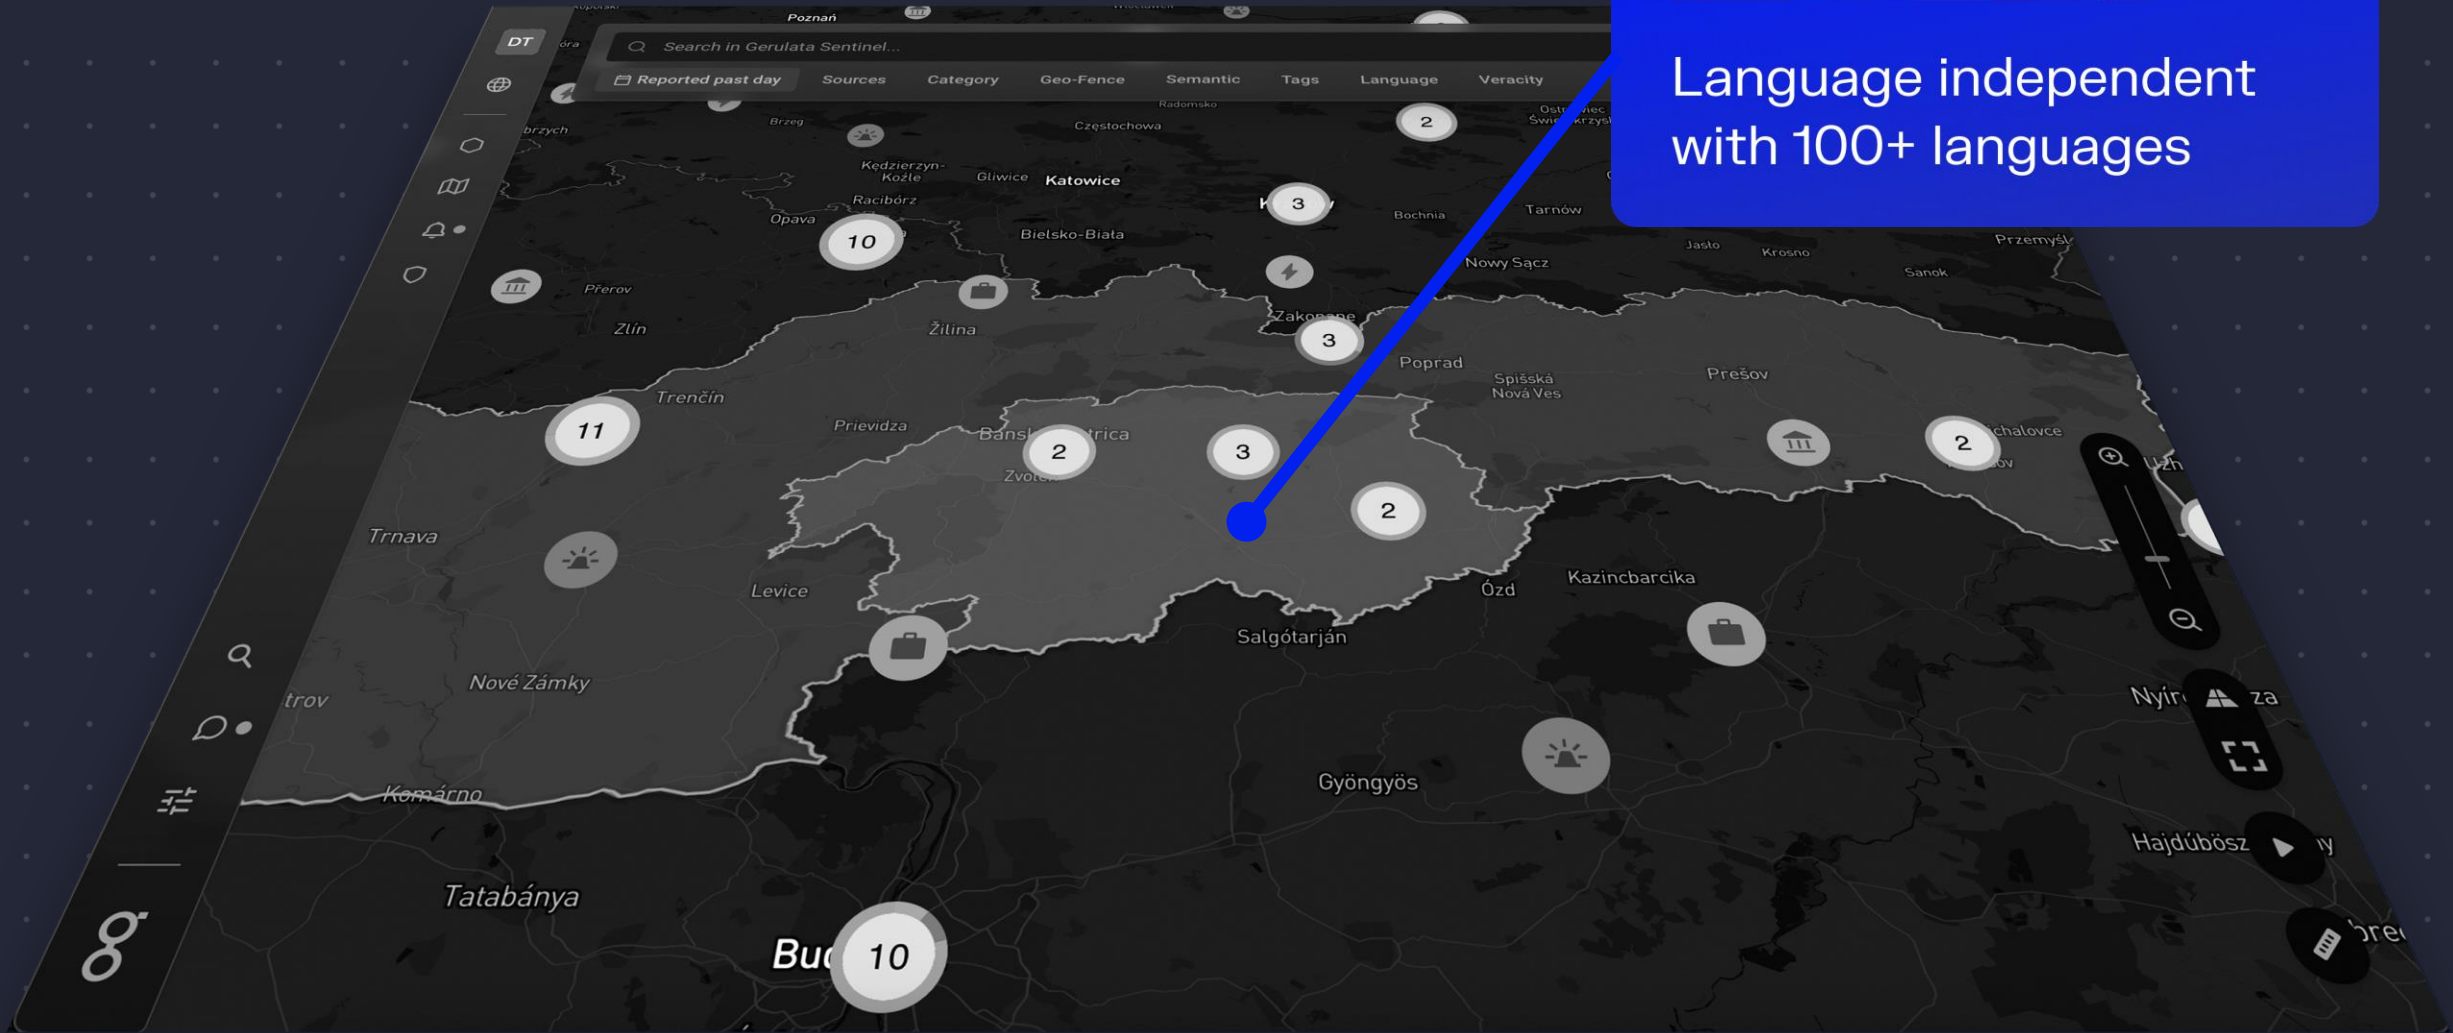 Poznań
DT
Search in Gerulata Sentinel...
Reported past day
Sources
Category
Geo-Fence
Semantic
Tags
Language
Veracity
Language independent
with 100+ languages
Radomsko
Brzeg
Częstochowa
2
Kędzierzyn-
Koźle
Gliwice
Katowice
Racibórz
3
Opava
Bochnia
Tarnów
10
Bielsko-Biała
Jasło
Krosno
Przemyśl
Nowy Sącz
Sanok
Přerov
Zlín
Žilina
Zakopane
3
Poprad
Spišská
Nová Ves
Prešov
Trenčín
11
Prievidza
2
3
2
chalovce
2
Trnava
Levice
Ózd
Kazincbarcika
Salgótarján
Nové Zámky
trov
Komárno
Gyöngyös
Tatabánya
10
g